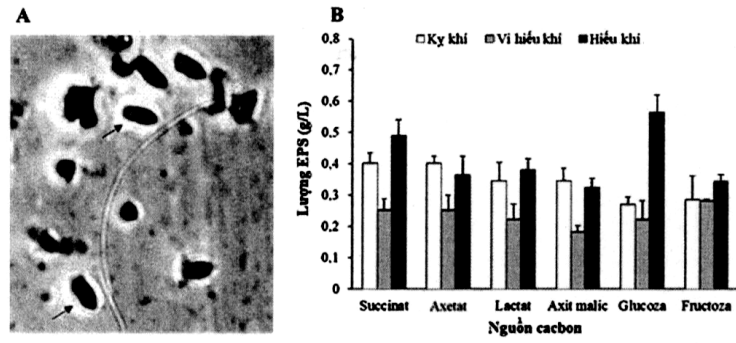 A
B
Kỵ khí
Vi hiếu khí
Hiếu khí
Lượng EPS (g/L)
0,8
0,7
0,6
0,5
0,4
0,3
0,2
0,1
0
Succinat Axetat Lactat Axit malic Glucoza Fructoza
Nguồn cacbon